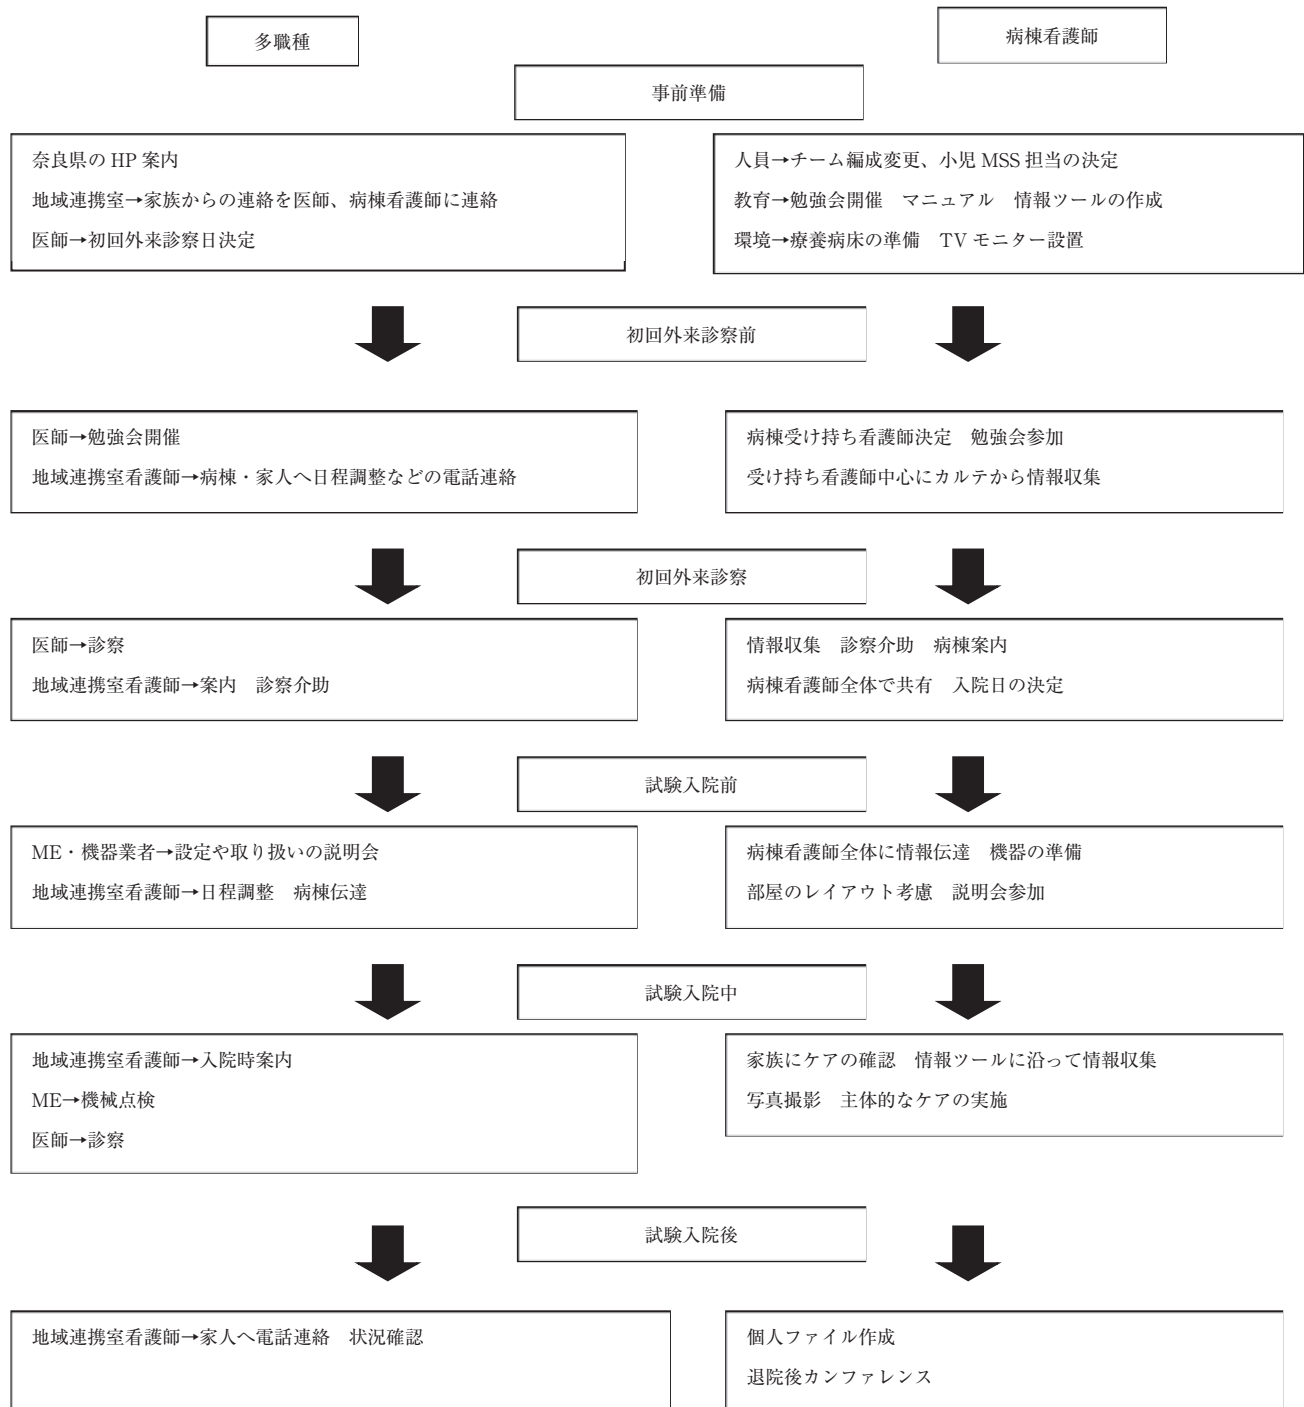 多職種
病棟看護師
事前準備
奈良県の HP 案内
地域連携室→家族からの連絡を医師、病棟看護師に連絡
医師→初回外来診察日決定
人員→チーム編成変更、小児 MSS 担当の決定
教育→勉強会開催　マニュアル　情報ツールの作成
環境→療養病床の準備　TV モニター設置
初回外来診察前
医師→勉強会開催
地域連携室看護師→病棟・家人へ日程調整などの電話連絡
病棟受け持ち看護師決定　勉強会参加
受け持ち看護師中心にカルテから情報収集
初回外来診察
医師→診察
地域連携室看護師→案内　診察介助
情報収集　診察介助　病棟案内
病棟看護師全体で共有　入院日の決定
試験入院前
ME・機器業者→設定や取り扱いの説明会
地域連携室看護師→日程調整　病棟伝達
病棟看護師全体に情報伝達　機器の準備
部屋のレイアウト考慮　説明会参加
試験入院中
地域連携室看護師→入院時案内
ME→機械点検
医師→診察
家族にケアの確認　情報ツールに沿って情報収集
写真撮影　主体的なケアの実施
試験入院後
地域連携室看護師→家人へ電話連絡　状況確認
個人ファイル作成
退院後カンファレンス